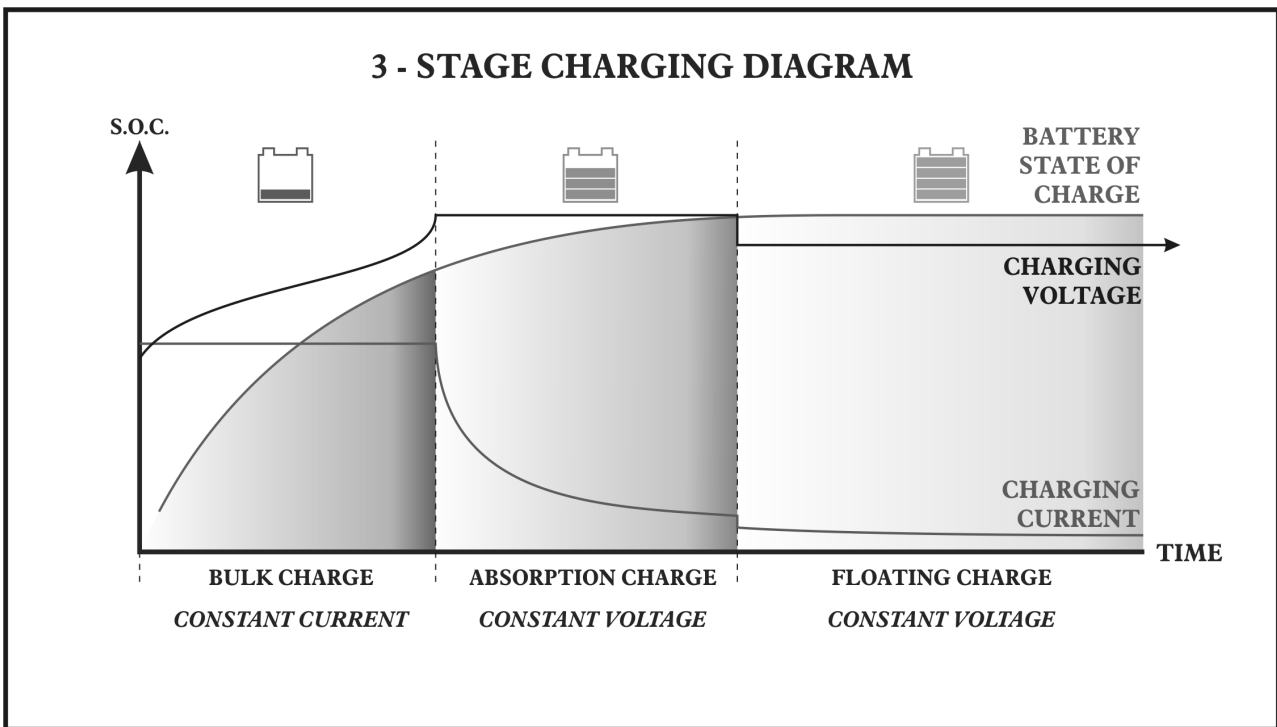 3 - STAGE CHARGING DIAGRAM
S.O.C.
BATTERY
STATE OF
CHARGE
CHARGING
VOLTAGE
CHARGING
CURRENT
TIME
BULK CHARGE
ABSORPTION CHARGE
FLOATING CHARGE
CONSTANT CURRENT
CONSTANT VOLTAGE
CONSTANT VOLTAGE